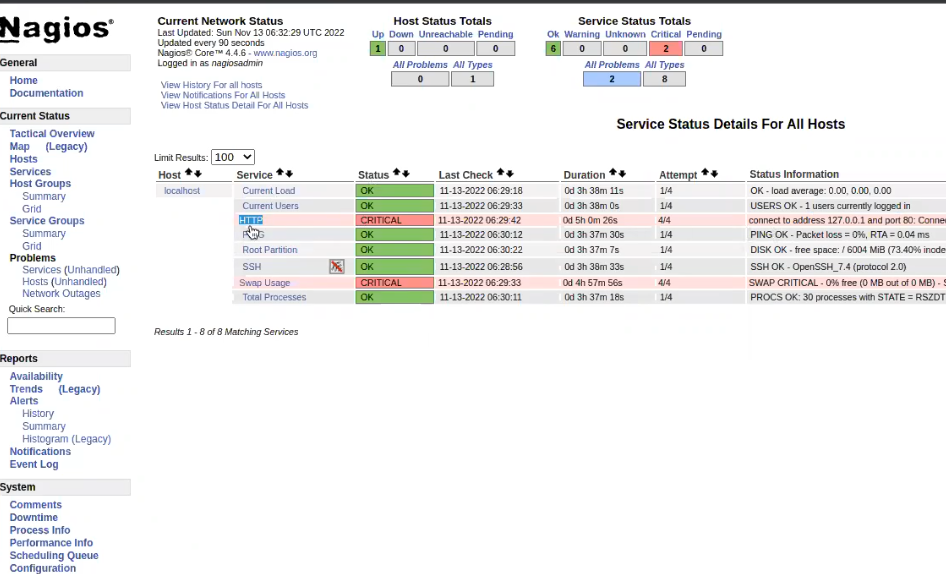 Nagios®
General
Home
Documentation
Current Status
Tactical Overview
Map (Legacy)
Hosts
Services
Host Groups
Summary
Grid
Service Groups
Summary
Grid
Problems
Services (Unhandled)
Hosts (Unhandled)
Network Outages
Quick Search:
Reports
Availability
Trends (Legacy)
Alerts
History
Summary
Histogram (Legacy)
Notifications
Event Log
System
Comments
Downtime
Process Info
Performance Info
Scheduling Queue
Configuration
Current Network Status
Last Updated: Sun Nov 13 06:32:29 UTC 2022
Updated every 90 seconds
Nagios® Core™ 4.4.6 - www.nagios.org
Logged in as nagiosadmin
View History For all hosts
View Notifications For All Hosts
View Host Status Detail For All Hosts
Host Status Totals
Up Down Unreachable Pending
1 0 0 0
All Problems All Types
0 1
Service Status Totals
Ok Warning Unknown Critical Pending
6 0 0 2 0
All Problems All Types
2 8
Service Status Details For All Hosts
Limit Results: 100
Host Service Status Last Check Duration Attempt Status Information
localhost Current Load OK 11-13-2022 06:29:18 0d 3h 38m 11s 1/4 OK - load average: 0.00, 0.00, 0.00
Current Users OK 11-13-2022 06:29:33 0d 3h 38m 0s 1/4 USERS OK - 1 users currently logged in
HTTP CRITICAL 11-13-2022 06:29:42 0d 5h 0m 26s 4/4 connect to address 127.0.0.1 and port 80: Conne
OK 11-13-2022 06:30:12 0d 3h 37m 30s 1/4 PING OK - Packet loss = 0%, RTA = 0.04 ms
Root Partition OK 11-13-2022 06:30:22 0d 3h 37m 7s 1/4 DISK OK - free space: / 6004 MiB (73.40% inode
SSH OK 11-13-2022 06:28:56 0d 3h 38m 33s 1/4 SSH OK - OpenSSH_7.4 (protocol 2.0)
Swap Usage CRITICAL 11-13-2022 06:29:33 0d 4h 57m 56s 4/4 SWAP CRITICAL - 0% free (0 MB out of 0 MB) - S
Total Processes OK 11-13-2022 06:30:11 0d 3h 37m 18s 1/4 PROCS OK: 30 processes with STATE = RSZDT
Results 1 - 8 of 8 Matching Services